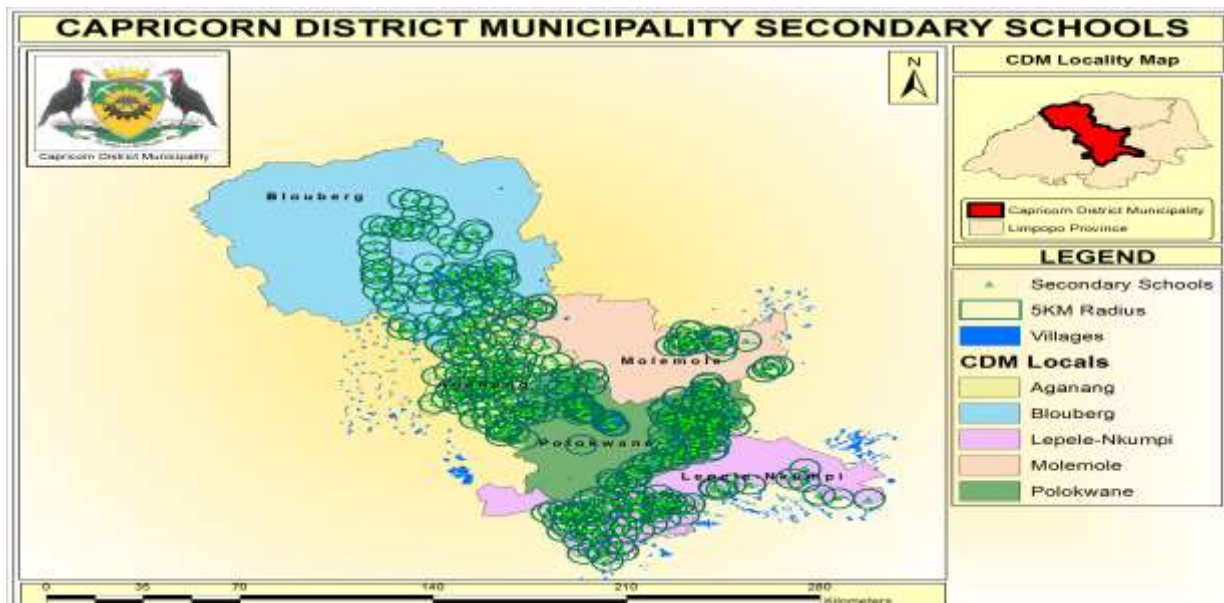 CAPRICORN DISTRICT MUNICIPALITY SECONDARY SCHOOLS
Capricorn District Municipality
N
CDM Locality Map
Capricorn District Municipality
Limpopo Province
LEGEND
Secondary Schools
5KM Radius
Villages
CDM Locals
Aganang
Blouberg
Lepele-Nkumpi
Molemole
Polokwane
Blouberg
Molemole
Aganang
Polokwane
Lepele-Nkumpi
0 35 70 140 210 280
Kilometers